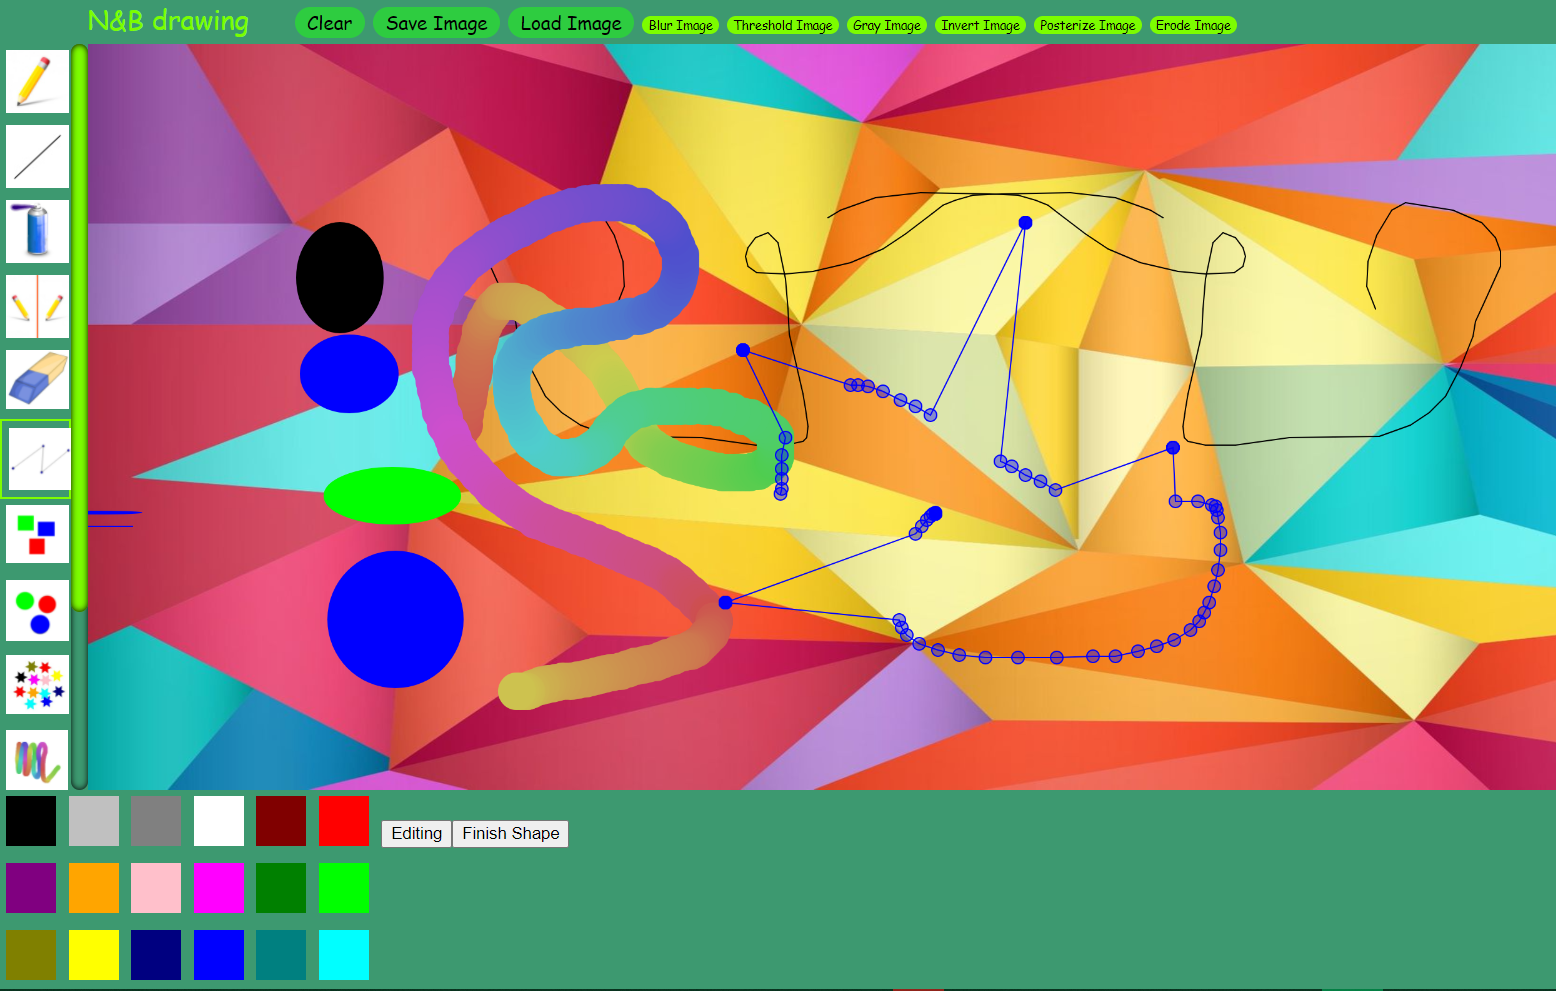 N&B drawing
Clear Save Image Load Image Blur Image Threshold Image Gray Image Invert Image Posterize Image Erode Image
Editing Finish Shape